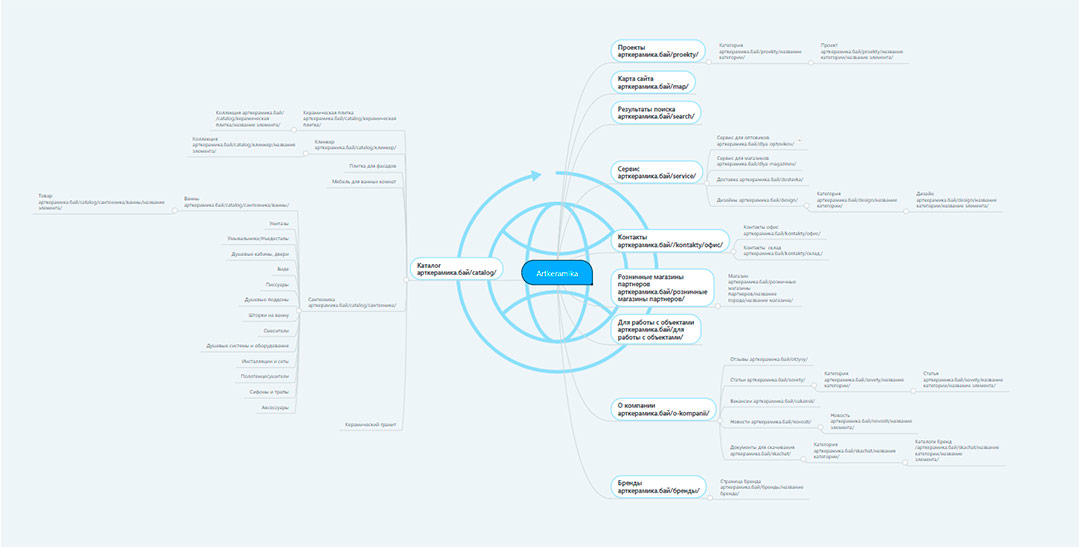 Artkeramika
Каталог
арткерамика.бай/catalog/
Керамическая плитка
арткерамика.бай/catalog/керамическая
плитка/
Коллекция арткерамика.бай/
/catalog/керамическая
плитка/название элемента/
Клинкер
арткерамика.бай/catalog/клинкер/
Коллекция
арткерамика.бай/catalog/клинкер/название
элемента/
Плитка для фасадов
Мебель для ванных комнат
Сантехника
арткерамика.бай/catalog/сантехника/
Ванны
арткерамика.бай/catalog/сантехника/ванны/
Товар
арткерамика.бай/catalog/сантехника/ванны/название
элемента/
Унитазы
Умывальники/Пьедесталы
Душевые кабины, двери
Биде
Писсуары
Душевые поддоны
Шторки на ванну
Смесители
Душевые системы и оборудование
Инсталляции и сеты
Полотенцесушители
Сифоны и трапы
Аксессуары
Керамический гранит
Проекты
арткерамика.бай/proekty/
Категория
арткерамика.бай/proekty/название
категории/
Проект
арткерамика.бай/proekty/название
категории/название элемента/
Карта сайта
арткерамика.бай/map/
Результаты поиска
арткерамика.бай/search/
Сервис
арткерамика.бай/service/
Сервис для оптовиков
арткерамика.бай/dlya-optovikov/
Сервис для магазинов
арткерамика.бай/dlya-magazinov/
Доставка арткерамика.бай/dostavka/
Дизайны арткерамика.бай/design/
Категория
арткерамика.бай/design/название
категории/
Дизайн
арткерамика.бай/design/название
категории/название элемента/
Контакты
арткерамика.бай//kontakty/офис/
Контакты офис
арткерамика.бай/kontakty/офис/
Контакты склад
арткерамика.бай/kontakty/склад/
Розничные магазины
партнеров
арткерамика.бай/розничные
магазины партнеров/
Магазин
арткерамика.бай/розничные
магазины
партнеров/название
города/название магазина/
Для работы с объектами
арткерамика.бай/для
работы с объектами/
О компании
арткерамика.бай/o-kompanii/
Отзывы арткерамика.бай/ottyvy/
Статьи арткерамика.бай/sovety/
Категория
арткерамика.бай/sovety/название
категории/
Статья
арткерамика.бай/sovety/название
категории/название элемента/
Вакансии арткерамика.бай/vakansii/
Новости арткерамика.бай/novosti/
Новость
арткерамика.бай/novosti/название
элемента/
Документы для скачивания
арткерамика.бай/skachat/
Категория
арткерамика.бай/skachat/название
категории/
Каталоги бренд
/арткерамика.бай/skachat/название
категории/название
элемента/
Бренды
арткерамика.бай/бренды/
Страница бренда
арткерамика.бай/бренды/название
бренда/